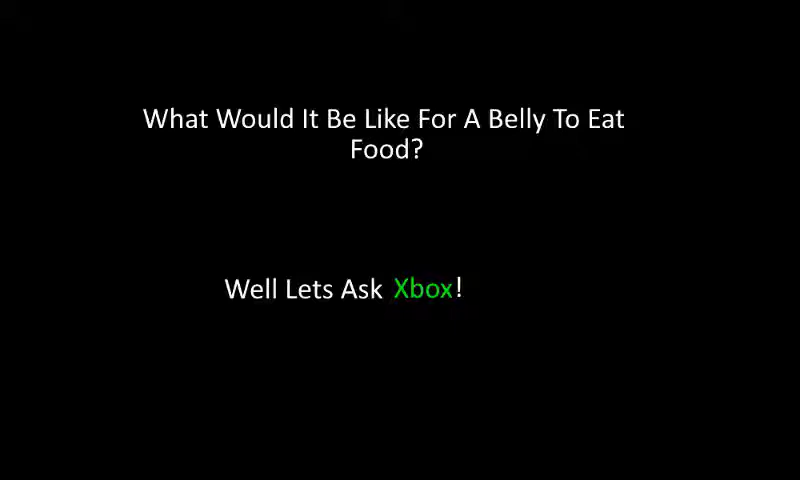 What Would It Be Like For A Belly To Eat
Food?
Well Lets Ask Xbox!